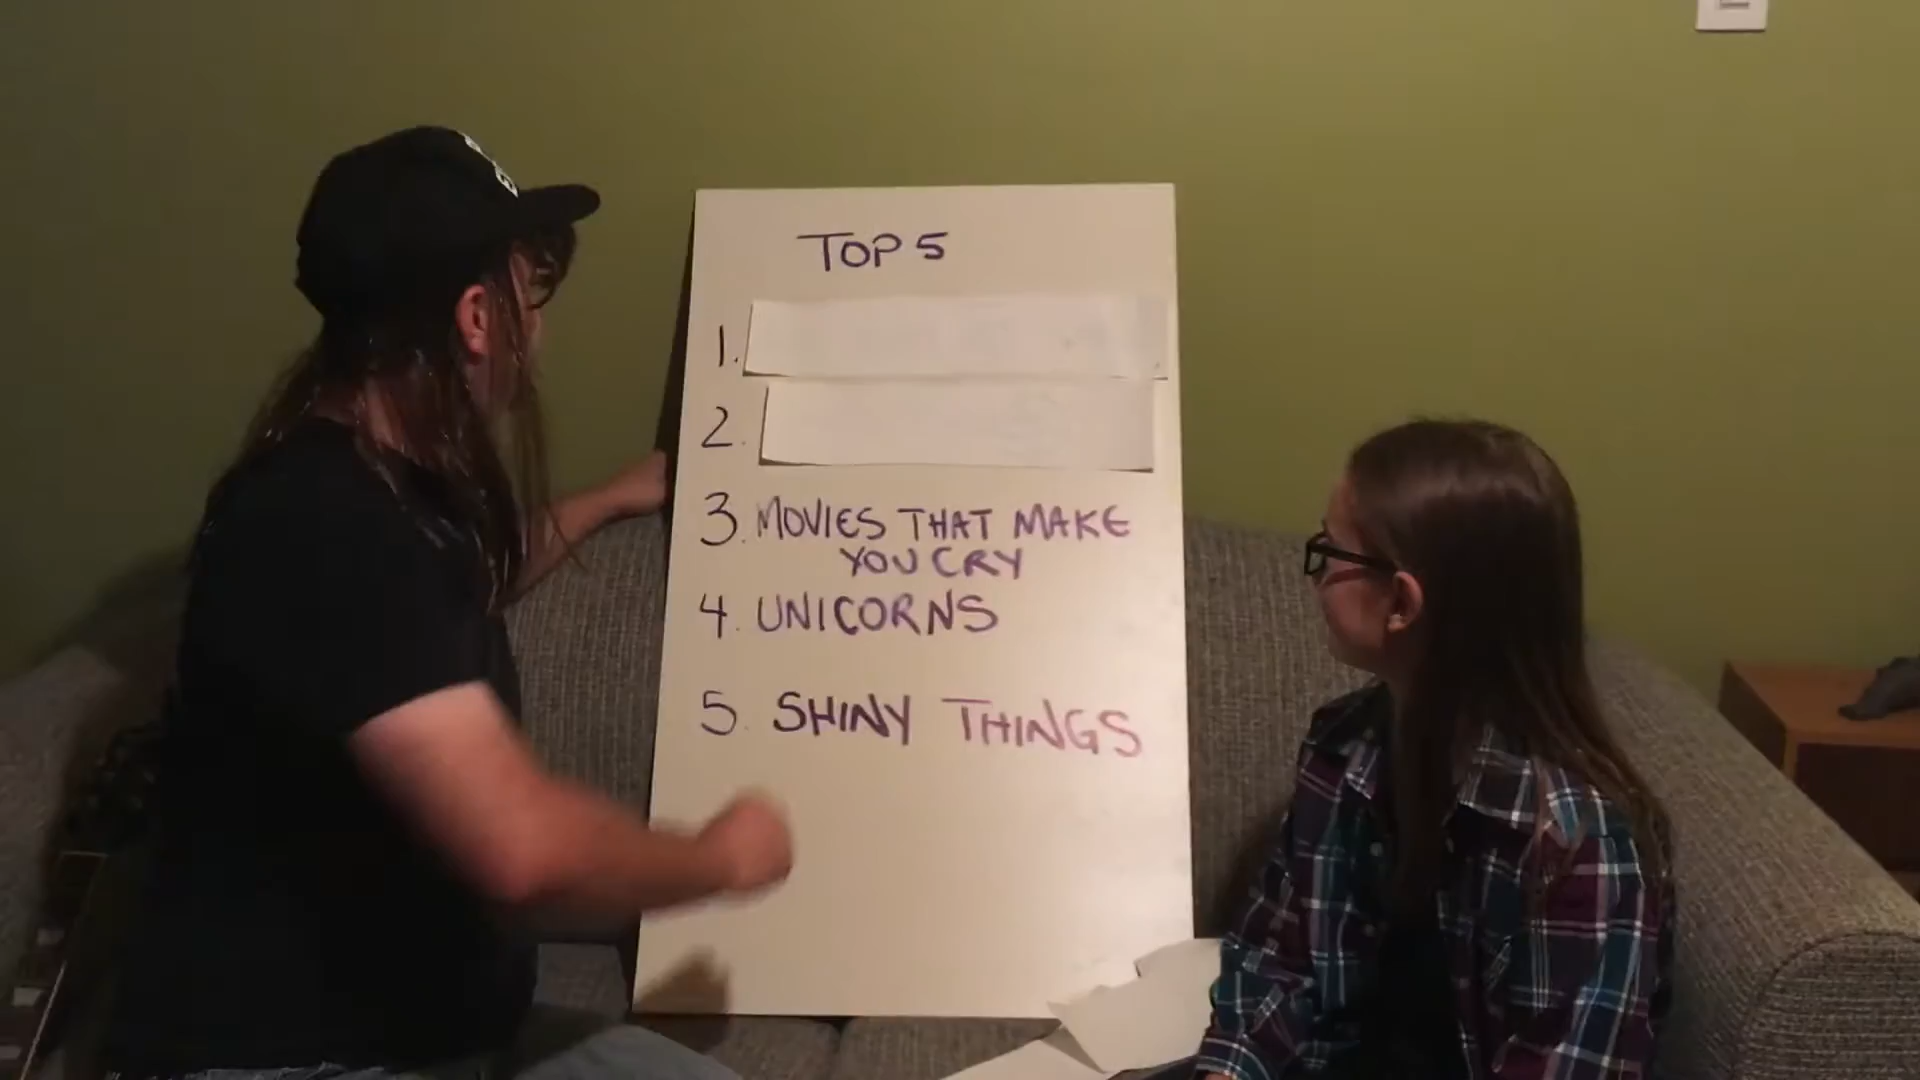 TOP 5
1.
2.
3. MOVIES THAT MAKE
YOU CRY
4. UNICORNS
5. SHINY THINGS